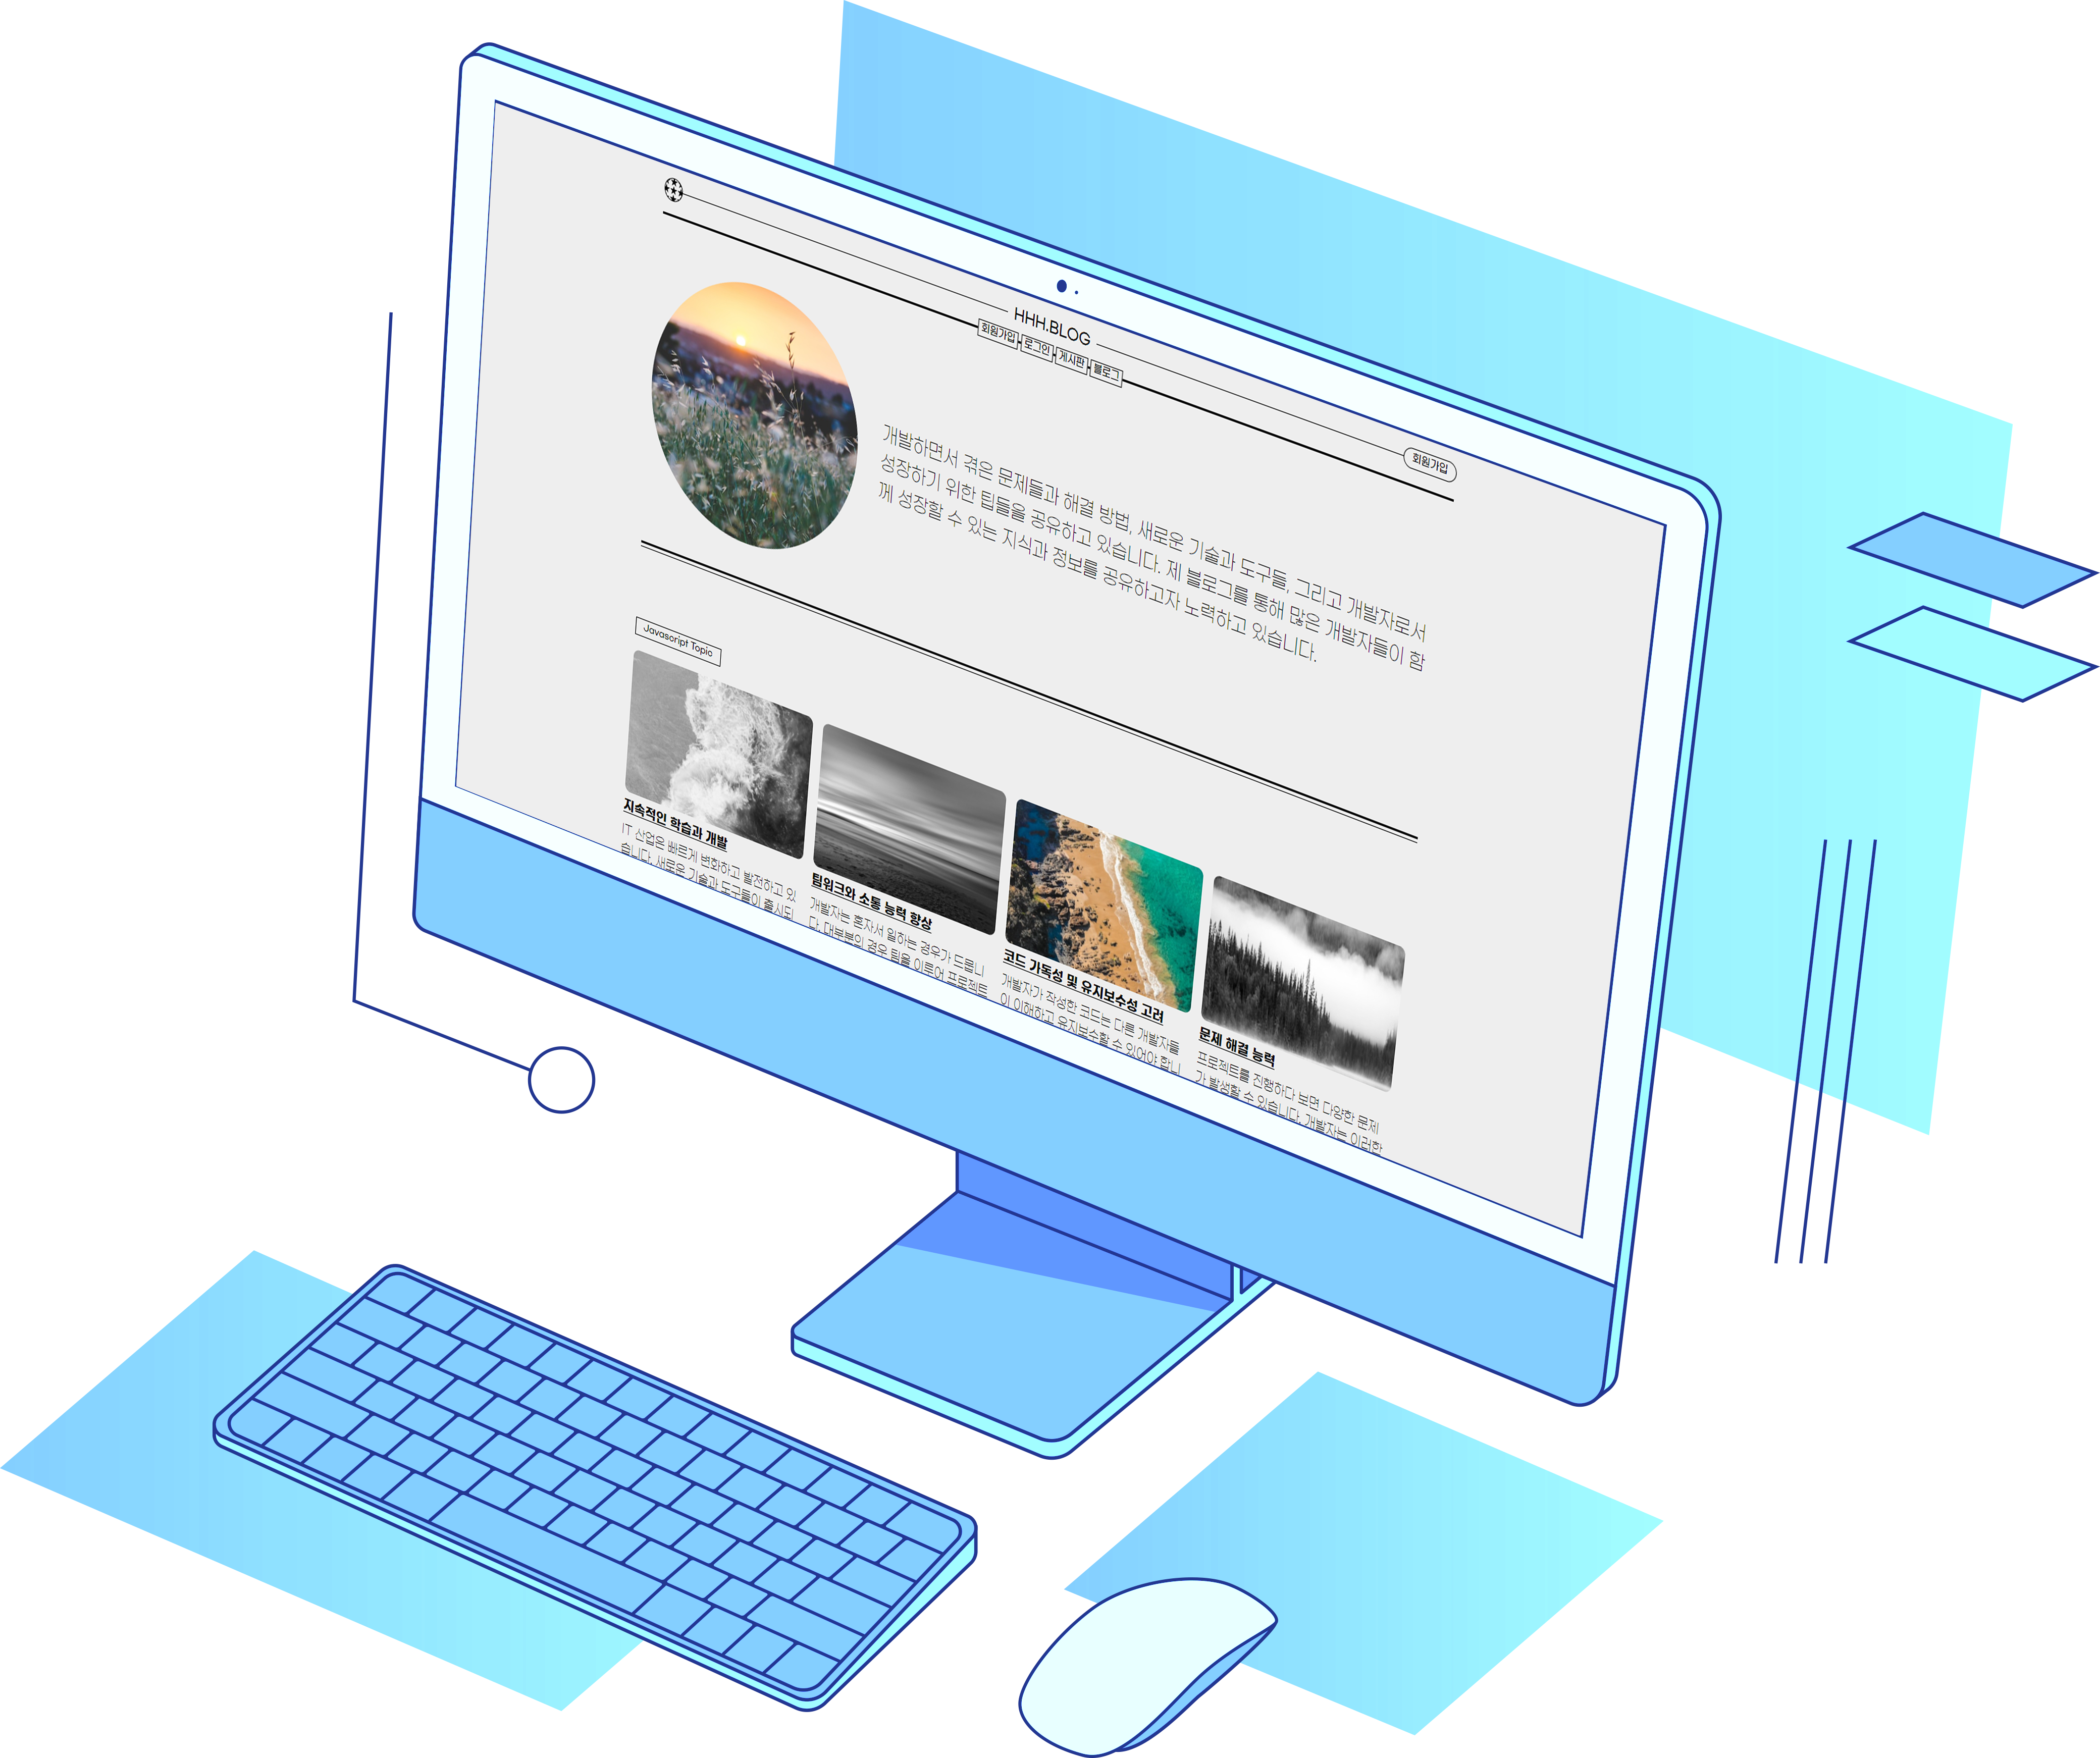 HHH.BLOG
회원가입 로그인 게시판 블로그
회원가입
개발하면서 겪은 문제들과 해결 방법, 새로운 기술과 도구들, 그리고 개발자로서
성장하기 위한 팁들을 공유하고 있습니다. 제 블로그를 통해 많은 개발자들이 함
께 성장할 수 있는 지식과 정보를 공유하고자 노력하고 있습니다.
Javascript Topic
지속적인 학습과 개발
IT 산업은 빠르게 변화하고 발전하고 있
습니다. 새로운 기술과 도구들이 출시되
팀워크와 소통 능력 향상
개발자는 혼자서 일하는 경우가 드뭅니
다. 대부분의 경우 팀을 이루어 프로젝트
코드 가독성 및 유지보수성 고려
개발자가 작성한 코드는 다른 개발자들
이 이해하고 유지보수할 수 있어야 합니
문제 해결 능력
프로젝트를 진행하다 보면 다양한 문제
가 발생할 수 있습니다. 개발자는 이러한